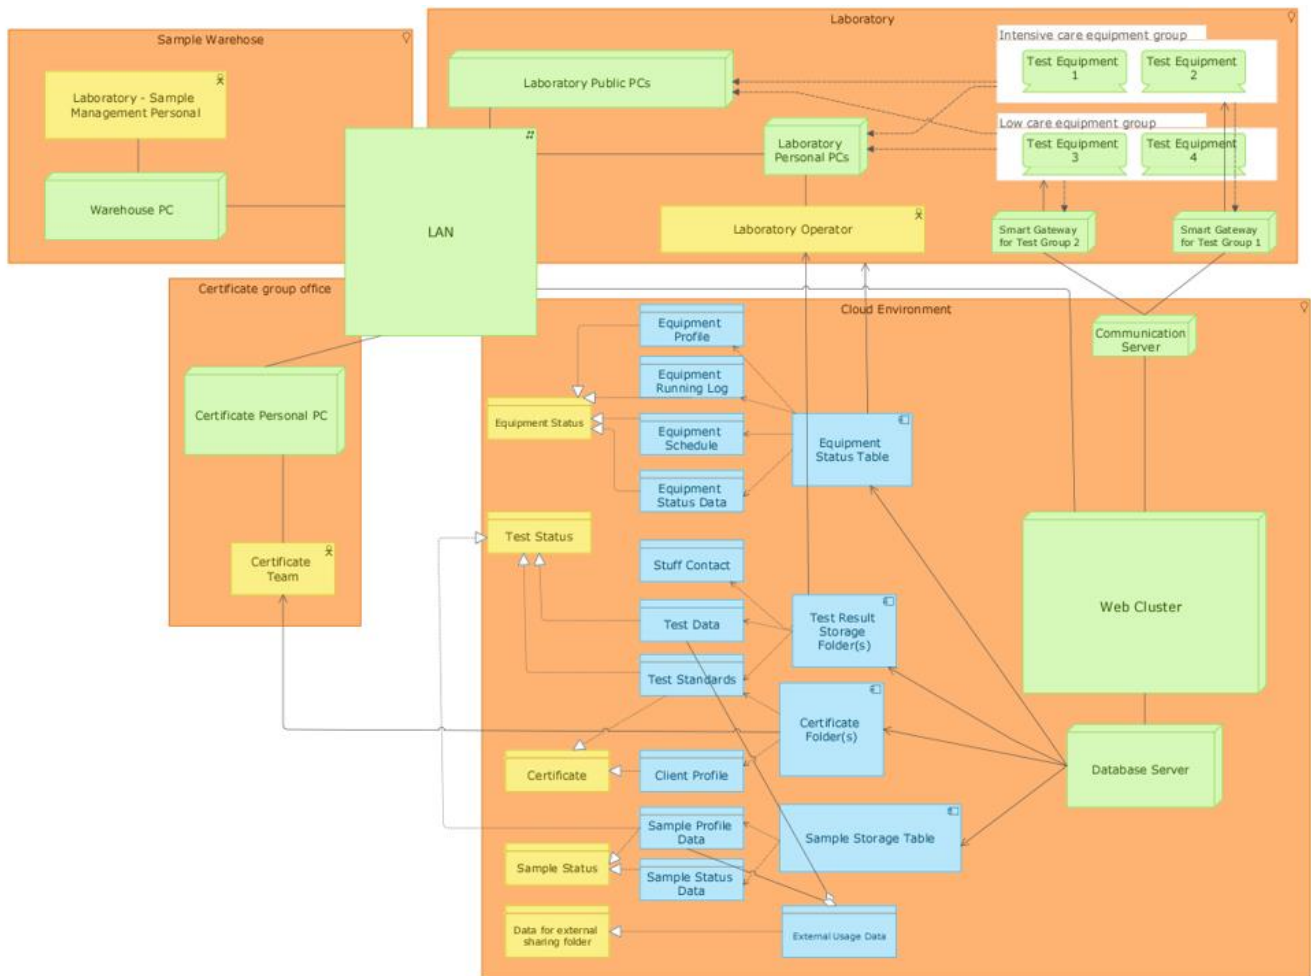 Sample Warehose
Laboratory - Sample
Management Personal
Warehouse PC
LAN
Laboratory
Laboratory Public PCs
Laboratory
Personal PCs
Laboratory Operator
Intensive care equipment group
Test Equipment
1
Test Equipment
2
Low care equipment group
Test Equipment
3
Test Equipment
4
Smart Gateway
for Test Group 2
Smart Gateway
for Test Group 1
Certificate group office
Certificate Personal PC
Certificate
Team
Cloud Environment
Communication
Server
Equipment
Profile
Equipment
Running Log
Equipment Status
Equipment
Schedule
Equipment
Status Data
Equipment
Status Table
Test Status
Stuff Contact
Test Data
Test Standards
Test Result
Storage
Folder(s)
Web Cluster
Certificate
Folder(s)
Certificate
Client Profile
Database Server
Sample Profile
Data
Sample Storage Table
Sample Status
Sample Status
Data
Data for external
sharing folder
External Usage Data